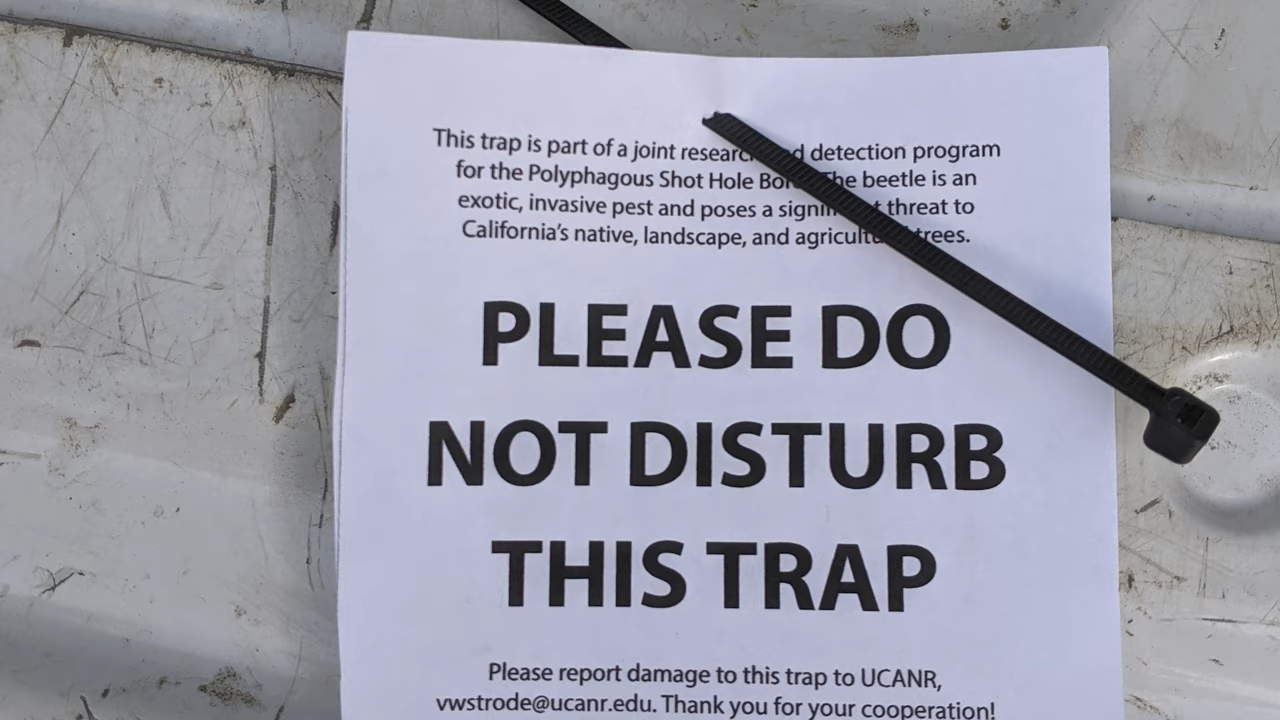 This trap is part of a joint research and detection program
for the Polyphagous Shot Hole Borer. The beetle is an
exotic, invasive pest and poses a significant threat to
California's native, landscape, and agricultural trees.
PLEASE DO
NOT DISTURB
THIS TRAP
Please report damage to this trap to UCANR,
vwstrode@ucanr.edu. Thank you for your cooperation!